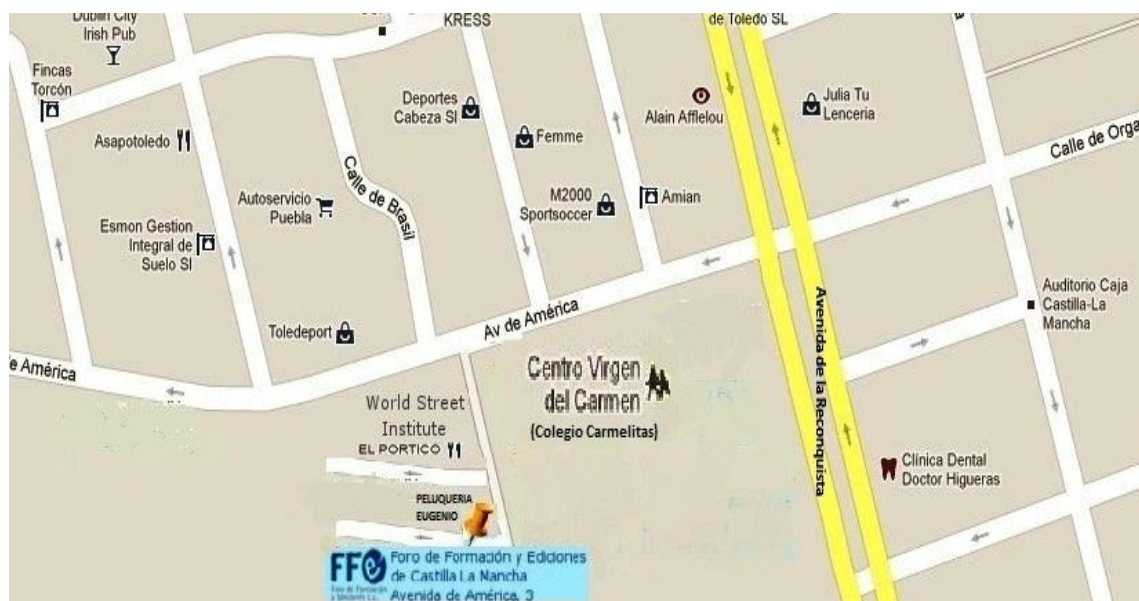 Dublin City
Irish Pub
KRESS
de Toledo SL
Fincas
Torcón
Deportes
Cabeza Sl
Alain Afflelou
Julia Tu
Lenceria
Asapotoledo
Femme
Calle de Orga
Calle de Brasil
M2000
Sportsoccer
Amian
Autoservicio
Puebla
Esmon Gestion
Integral de
Suelo Sl
Auditorio Caja
Castilla-La
Mancha
Toledeport
Av de América
Avenida de la Reconquista
e América
Centro Virgen
del Carmen
(Colegio Carmelitas)
World Street
Institute
EL PORTICO
Clínica Dental
Doctor Higueras
PELUQUERIA
EUGENIO
FFe
Foro de Formación y Ediciones
de Castilla La Mancha
Avenida de América, 3
Foro de Formación
y Ediciones S.L.